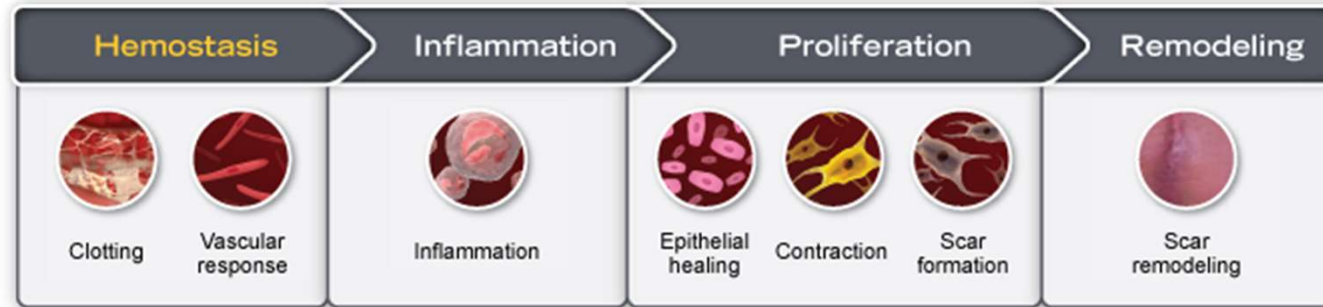 Hemostasis
Inflammation
Proliferation
Remodeling
Clotting
Vascular
response
Inflammation
Epithelial
healing
Contraction
Scar
formation
Scar
remodeling